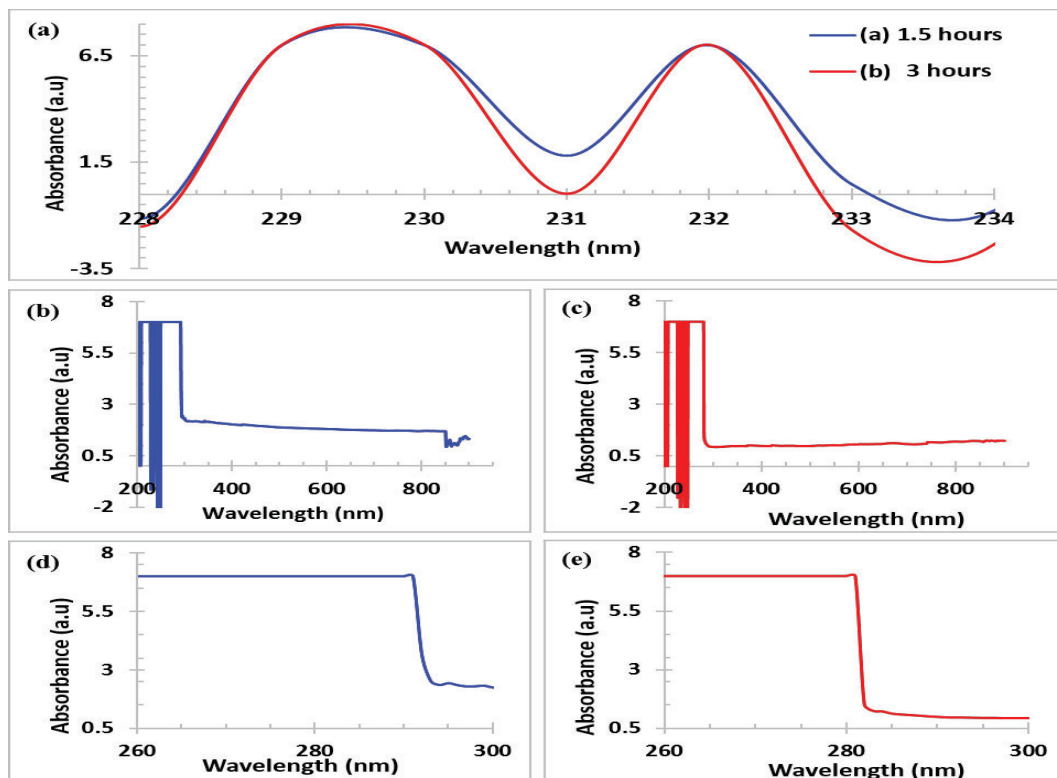 (a)
(a) 1.5 hours
(b) 3 hours
Absorbance (a.u)
6.5
1.5
-3.5
228 229 230 231 232 233 234
Wavelength (nm)
(b)
Absorbance (a.u)
8
5.5
3
0.5
-2
200 400 600 800
Wavelength (nm)
(c)
Absorbance (a.u)
8
5.5
3
0.5
-2
200 400 600 800
Wavelength (nm)
(d)
Absorbance (a.u)
8
5.5
3
0.5
260 280 300
Wavelength (nm)
(e)
Absorbance (a.u)
8
5.5
3
0.5
260 280 300
Wavelength (nm)